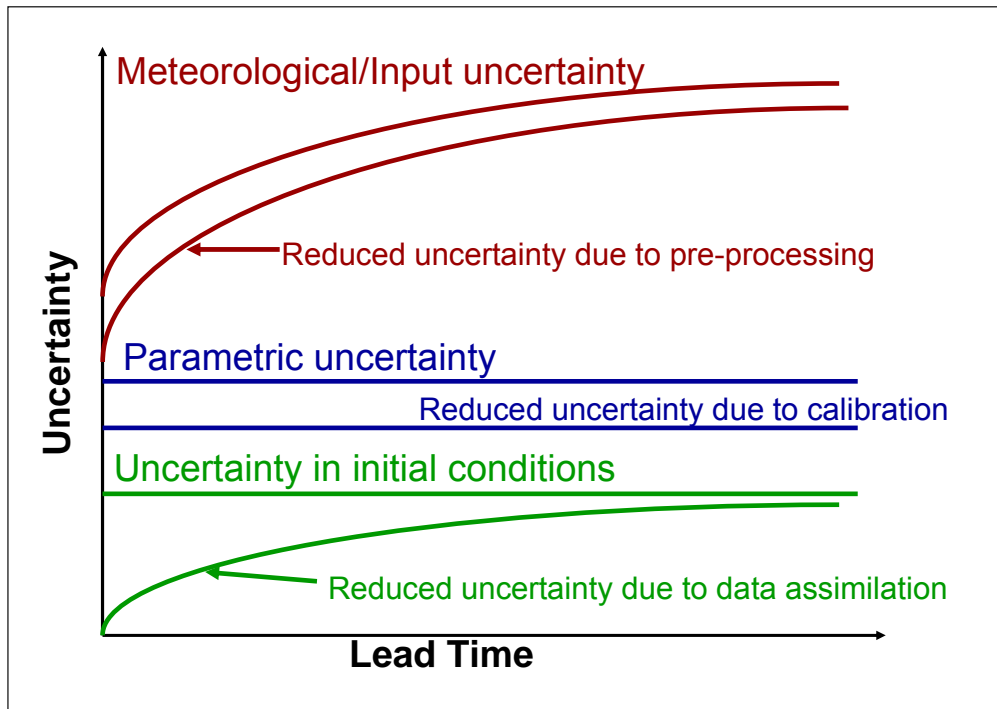 Meteorological/Input uncertainty
Reduced uncertainty due to pre-processing
Uncertainty
Parametric uncertainty
Reduced uncertainty due to calibration
Uncertainty in initial conditions
Reduced uncertainty due to data assimilation
Lead Time